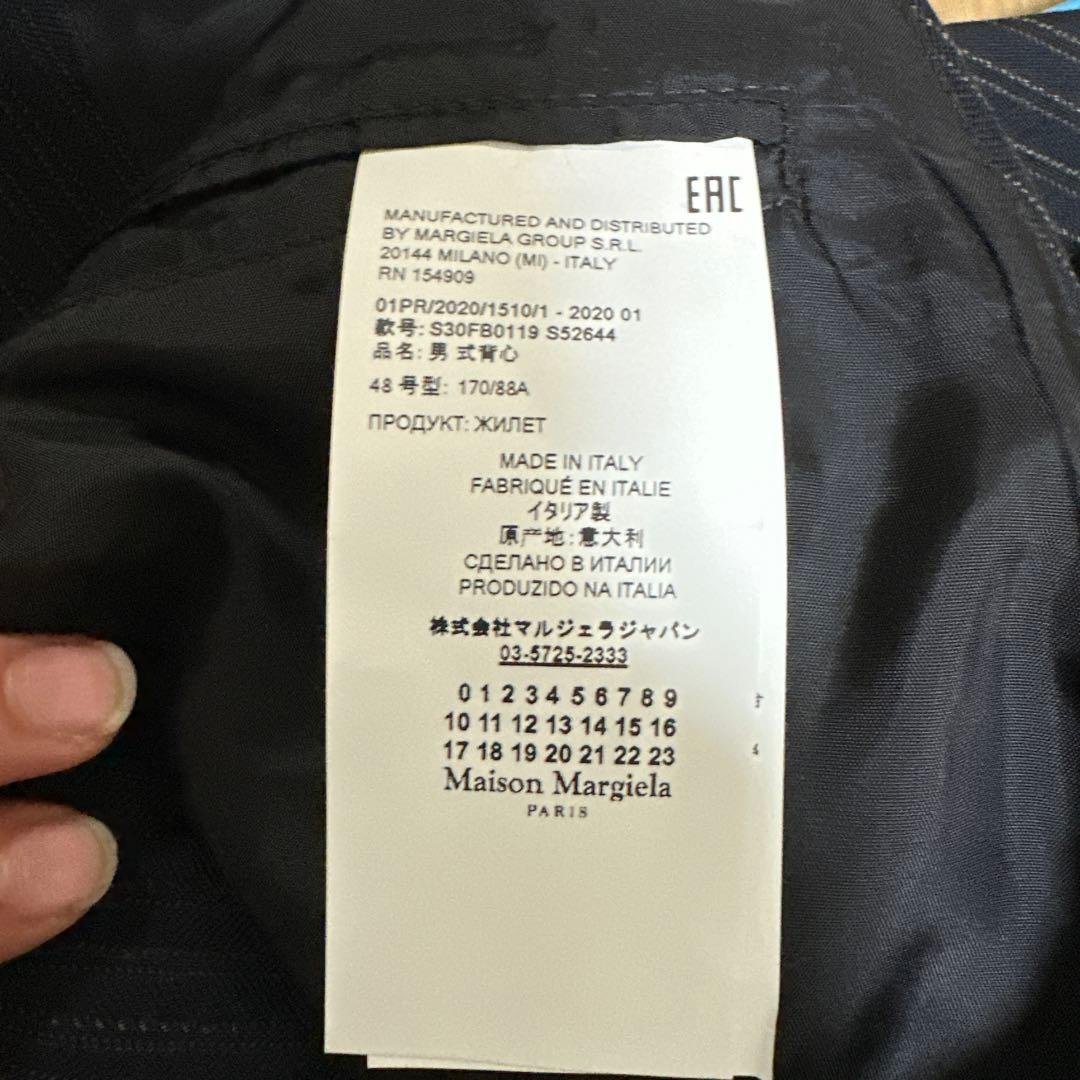 EAC
MANUFACTURED AND DISTRIBUTED
BY MARGIELA GROUP S.R.L.
20144 MILANO (MI) - ITALY
RN 154909
01PR/2020/1510/1 - 2020 01
款号: S30FB0119 S52644
品名: 男 式背心
48 号型: 170/88A
ПРОДУКТ: ЖИЛЕТ
MADE IN ITALY
FABRIQUÉ EN ITALIE
イタリア製
原产地: 意大利
СДЕЛАНО В ИТАЛИИ
PRODUZIDO NA ITALIA
株式会社マルジェラジャパン
03-5725-2333
0 1 2 3 4 5 6 7 8 9
10 11 12 13 14 15 16
17 18 19 20 21 22 23
Maison Margiela
PARIS